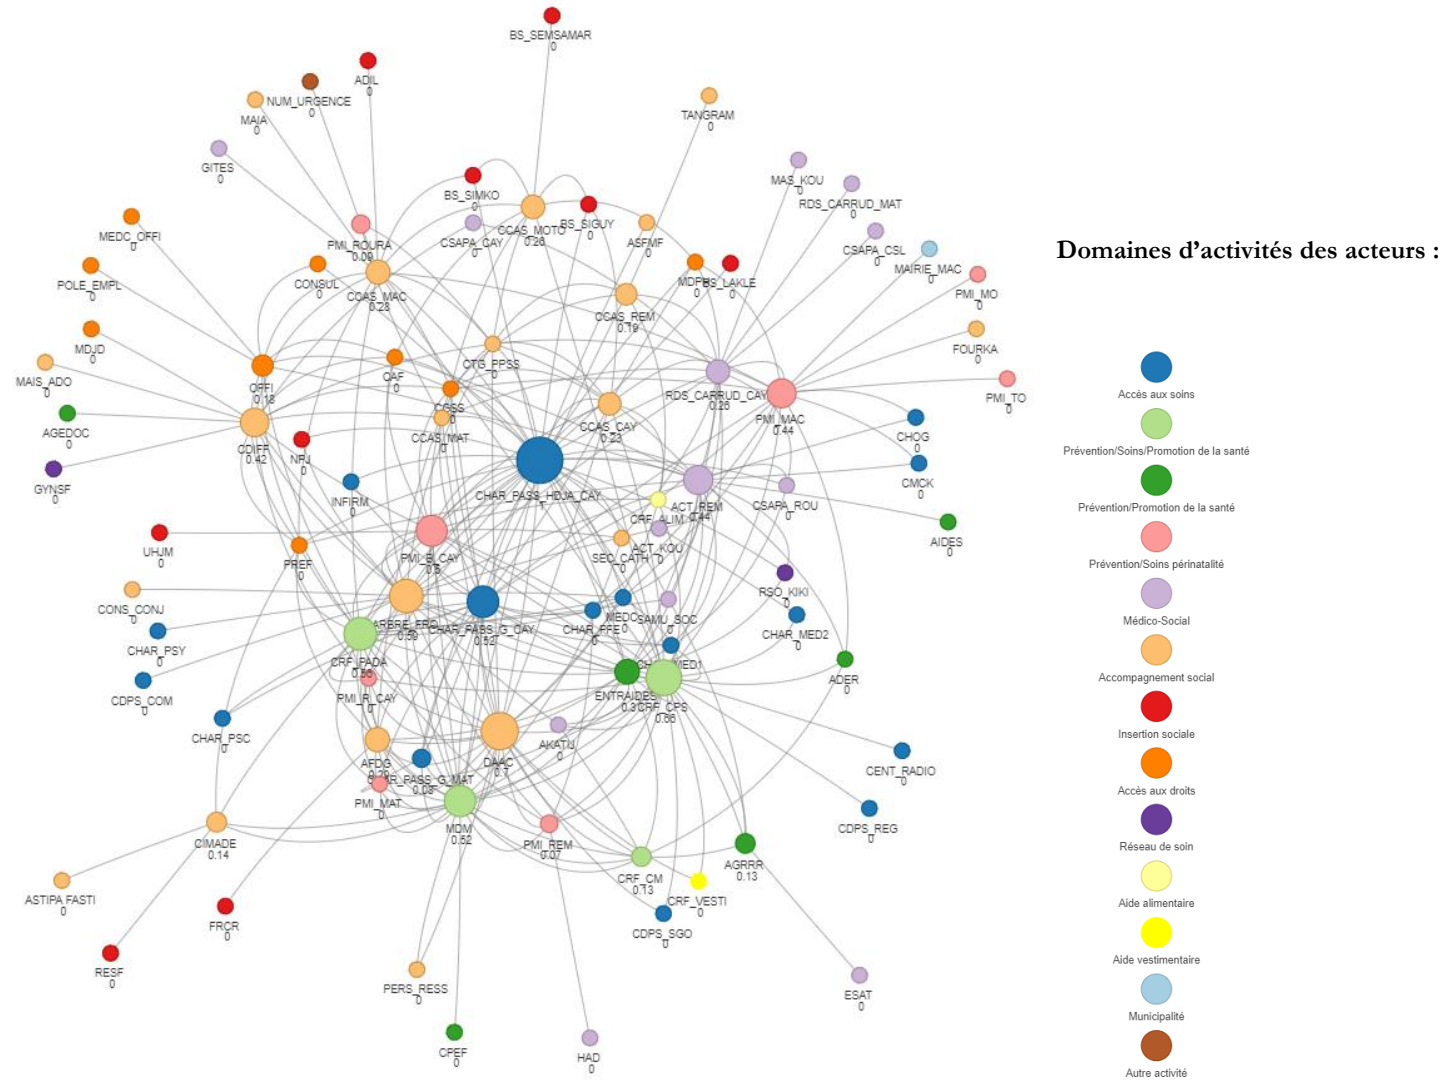 BS_SEMSAMAR
0
ADIL
0
NUM_URGENCE
0
MAIA
0
TANGRAM
0
GITES
0
MAS_KOU
0
RDS_CARRUD_MAT
0
BS_SIMKO
0
CCAS_MOTO
0.26
BS_SIGUY
0
CSAPA_CAY
0
ASFMF
0
CSAPA_CSL
0
MAIRIE_MAC
0
PMI_ROURA
0.09
MEDC_OFFI
0
POLE_EMPL
0
CONSUL
0
CCAS_MAC
0.23
MDPH
BS_LAKLE
0
PMI_MO
0
CCAS_REM
0.19
MDJD
0
FOURKA
0
MAIS_ADO
0
OFFI
0.18
CAF
0
CTG_PPSS
0
CGSS
0
RDS_CARRUD_CAY
0.26
PMI_MAC
0.44
PMI_TO
0
AGEDOC
0
CDIFF
0.42
CCAS_MAT
0
CCAS_CAY
0.23
CHOG
0
GYNSF
0
NPJ
0
INFIRM
0
CHAR_PASS_HDJA_CAY
1
ACT_REM
0.44
CSAPA_ROU
0
CMCK
0
CRF_ALIM
AIDES
0
UHJM
0
PREF
0
PMI_B_CAY
0.5
SEC_CATH
0
ACT_KOU
0
RSO_KIKI
0
CONS_CONJ
0
ARBRE_FRO
0.59
CHAR_PASS_G_CAY
0.52
CHAR_PFE
0
MEDC
0
SAMU_SOC
0
CHAR_MED2
0
CHAR_PSY
0
CRF_PADA
0.56
CHAR_MED1
ADER
0
CDPS_COM
0
PMI_R_CAY
0
ENTRAIDES
0.3
CRF_CPS
0.66
CHAR_PSC
0
AFDG
0.29
CHAR_PASS_G_MAT
0.08
DAAC
0.7
AKATIJ
0
CENT_RADIO
0
PMI_MAT
0
MDM
0.52
PMI_REM
0.07
CDPS_REG
0
CIMADE
0.14
CRF_CM
0.13
AGRRR
0.13
ASTIPA FASTI
0
CRF_VESTI
0
FRCR
0
CDPS_SGO
0
RESF
0
PERS_RESS
0
ESAT
0
CPEF
0
HAD
0
Domaines d’activités des acteurs :
Accès aux soins
Prévention/Soins/Promotion de la santé
Prévention/Promotion de la santé
Prévention/Soins périnatalité
Médico-Social
Accompagnement social
Insertion sociale
Accès aux droits
Réseau de soin
Aide alimentaire
Aide vestimentaire
Municipalité
Autre activité